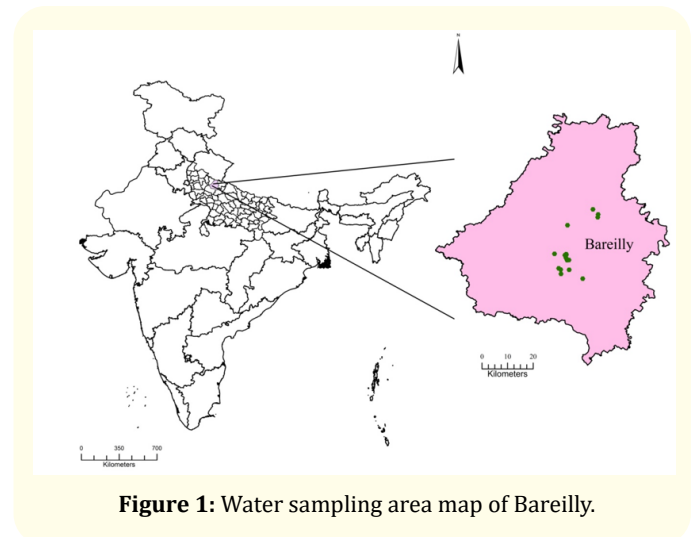 N
Bareilly
0 10 20
Kilometers
0 350 700
Kilometers
Figure 1: Water sampling area map of Bareilly.